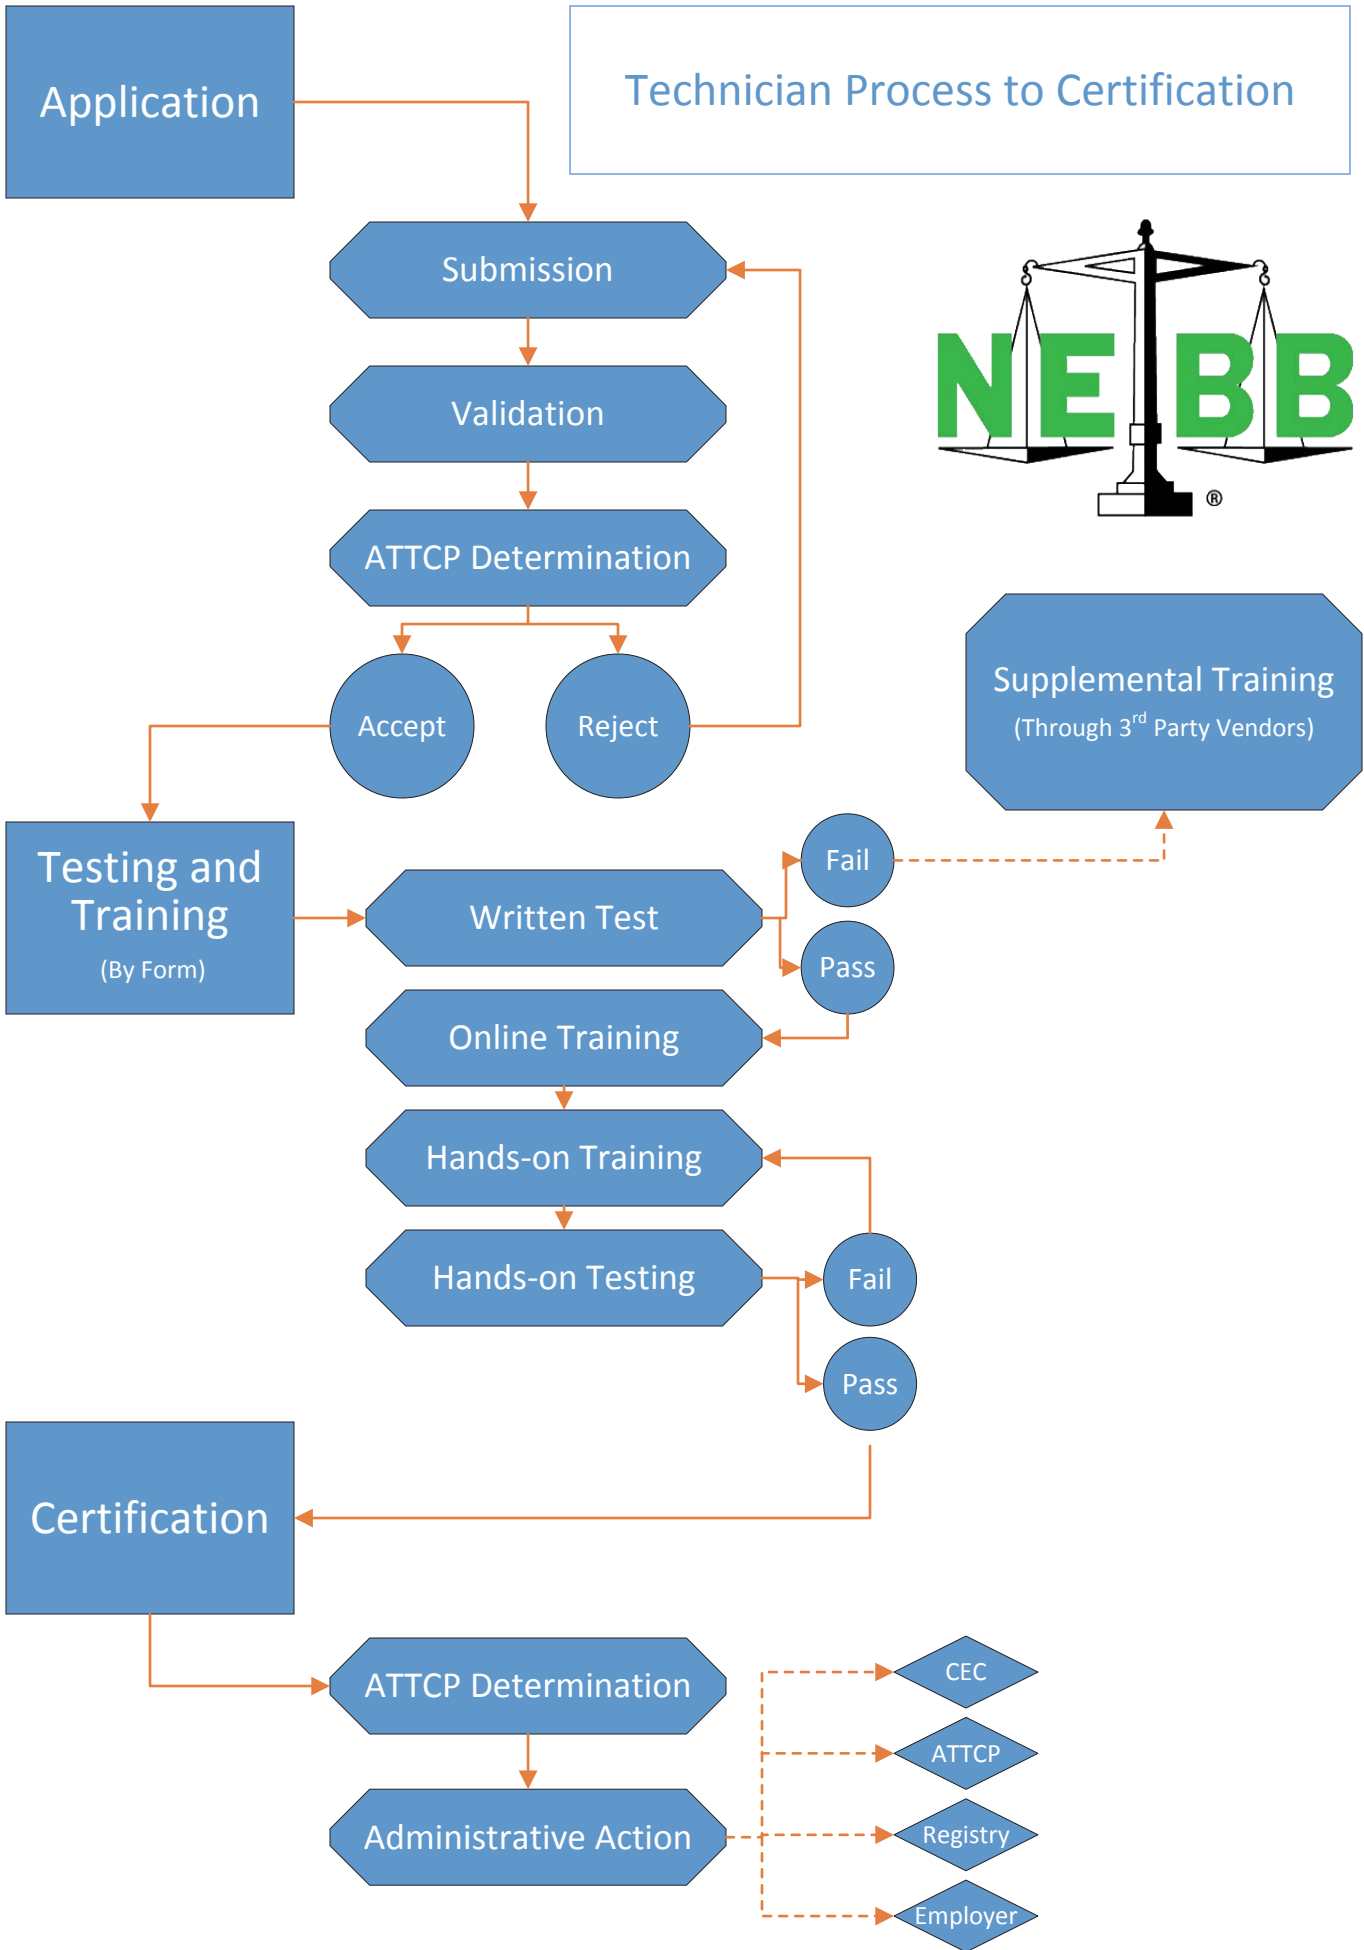 Application
Technician Process to Certification
Submission
NEBB
®
Validation
ATTCP Determination
Accept
Reject
Supplemental Training
(Through 3rd Party Vendors)
Testing and
Training
(By Form)
Written Test
Fail
Pass
Online Training
Hands-on Training
Hands-on Testing
Fail
Pass
Certification
ATTCP Determination
Administrative Action
CEC
ATTCP
Registry
Employer